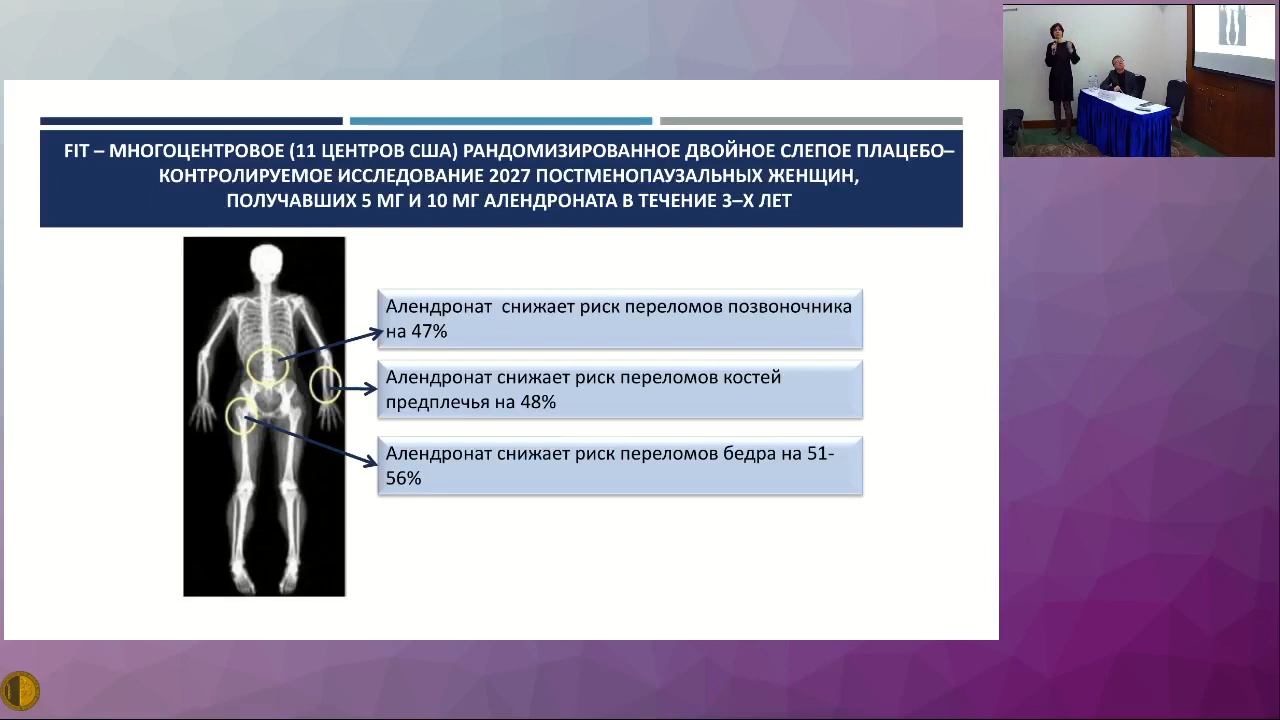 FIT – МНОГОЦЕНТРОВОЕ (11 ЦЕНТРОВ США) РАНДОМИЗИРОВАННОЕ ДВОЙНОЕ СЛЕПОЕ ПЛАЦЕБО–
КОНТРОЛИРУЕМОЕ ИССЛЕДОВАНИЕ 2027 ПОСТМЕНОПАУЗАЛЬНЫХ ЖЕНЩИН,
ПОЛУЧАВШИХ 5 МГ И 10 МГ АЛЕНДРОНАТА В ТЕЧЕНИЕ 3–Х ЛЕТ
Алендронат снижает риск переломов позвоночника
на 47%
Алендронат снижает риск переломов костей
предплечья на 48%
Алендронат снижает риск переломов бедра на 51-
56%